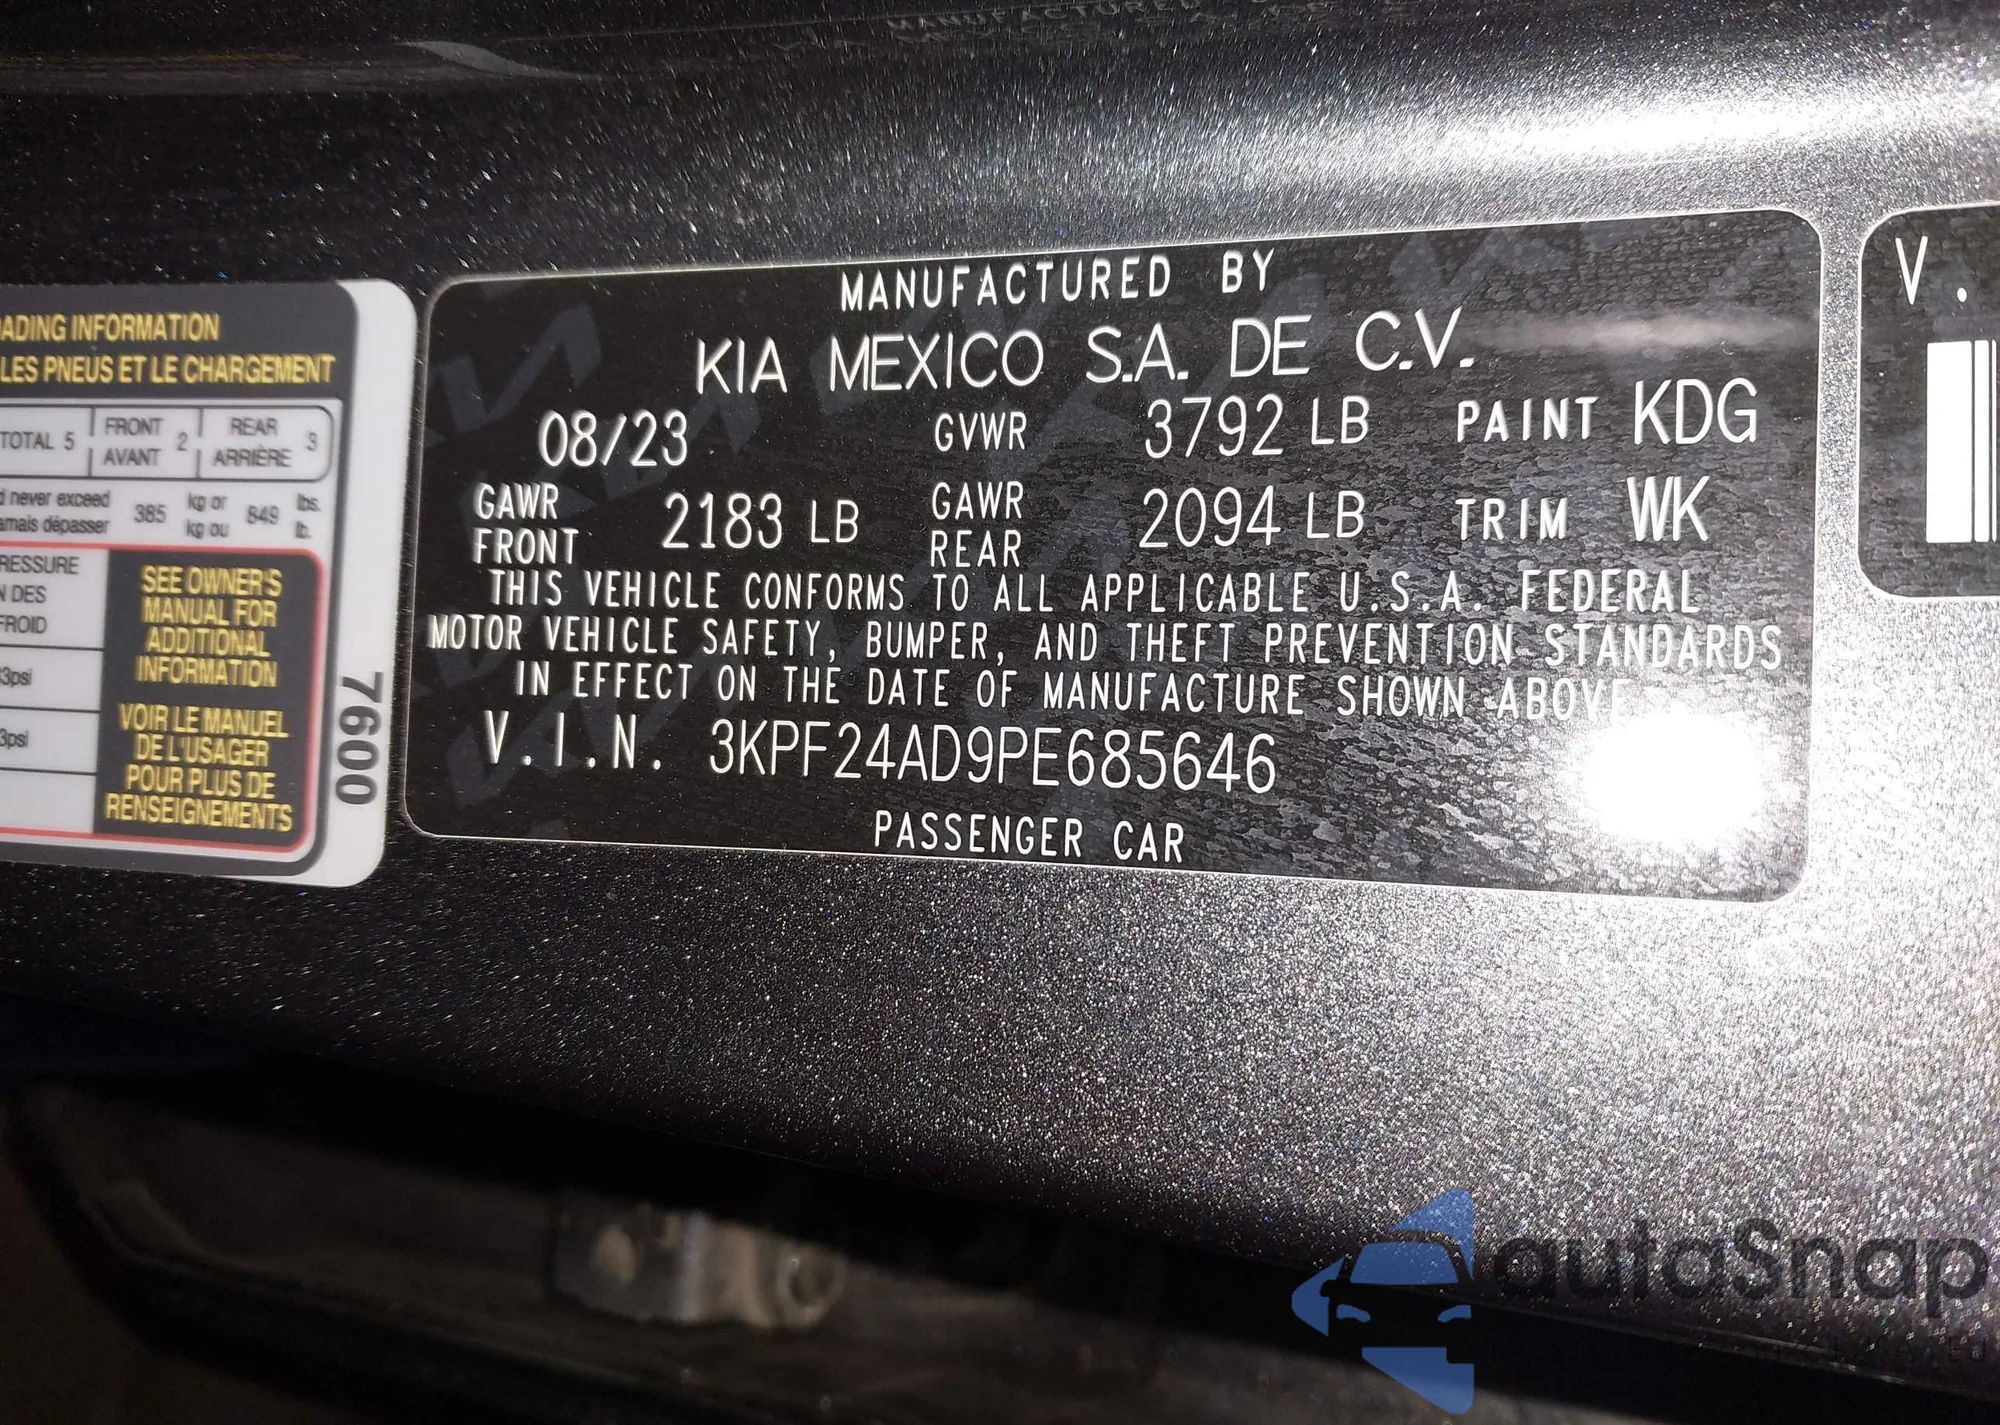 ADING INFORMATION
LES PNEUS ET LE CHARGEMENT
TOTAL 5 FRONT AVANT 2 REAR ARRIÈRE 3
d never exceed
amais dépasser 385 kg or kg ou 849 lbs. lb.
RESSURE
N DES
FROID
3psi
3psi
SEE OWNER'S
MANUAL FOR
ADDITIONAL
INFORMATION
VOIR LE MANUEL
DE L'USAGER
POUR PLUS DE
RENSEIGNEMENTS
7600
MANUFACTURED BY
KIA MEXICO S.A. DE C.V.
08/23 GVWR 3792 LB PAINT KDG
GAWR FRONT 2183 LB GAWR REAR 2094 LB TRIM WK
THIS VEHICLE CONFORMS TO ALL APPLICABLE U.S.A. FEDERAL
MOTOR VEHICLE SAFETY, BUMPER, AND THEFT PREVENTION STANDARDS
IN EFFECT ON THE DATE OF MANUFACTURE SHOWN ABOVE
V.I.N. 3KPF24AD9PE685646
PASSENGER CAR
V.
autaSnap